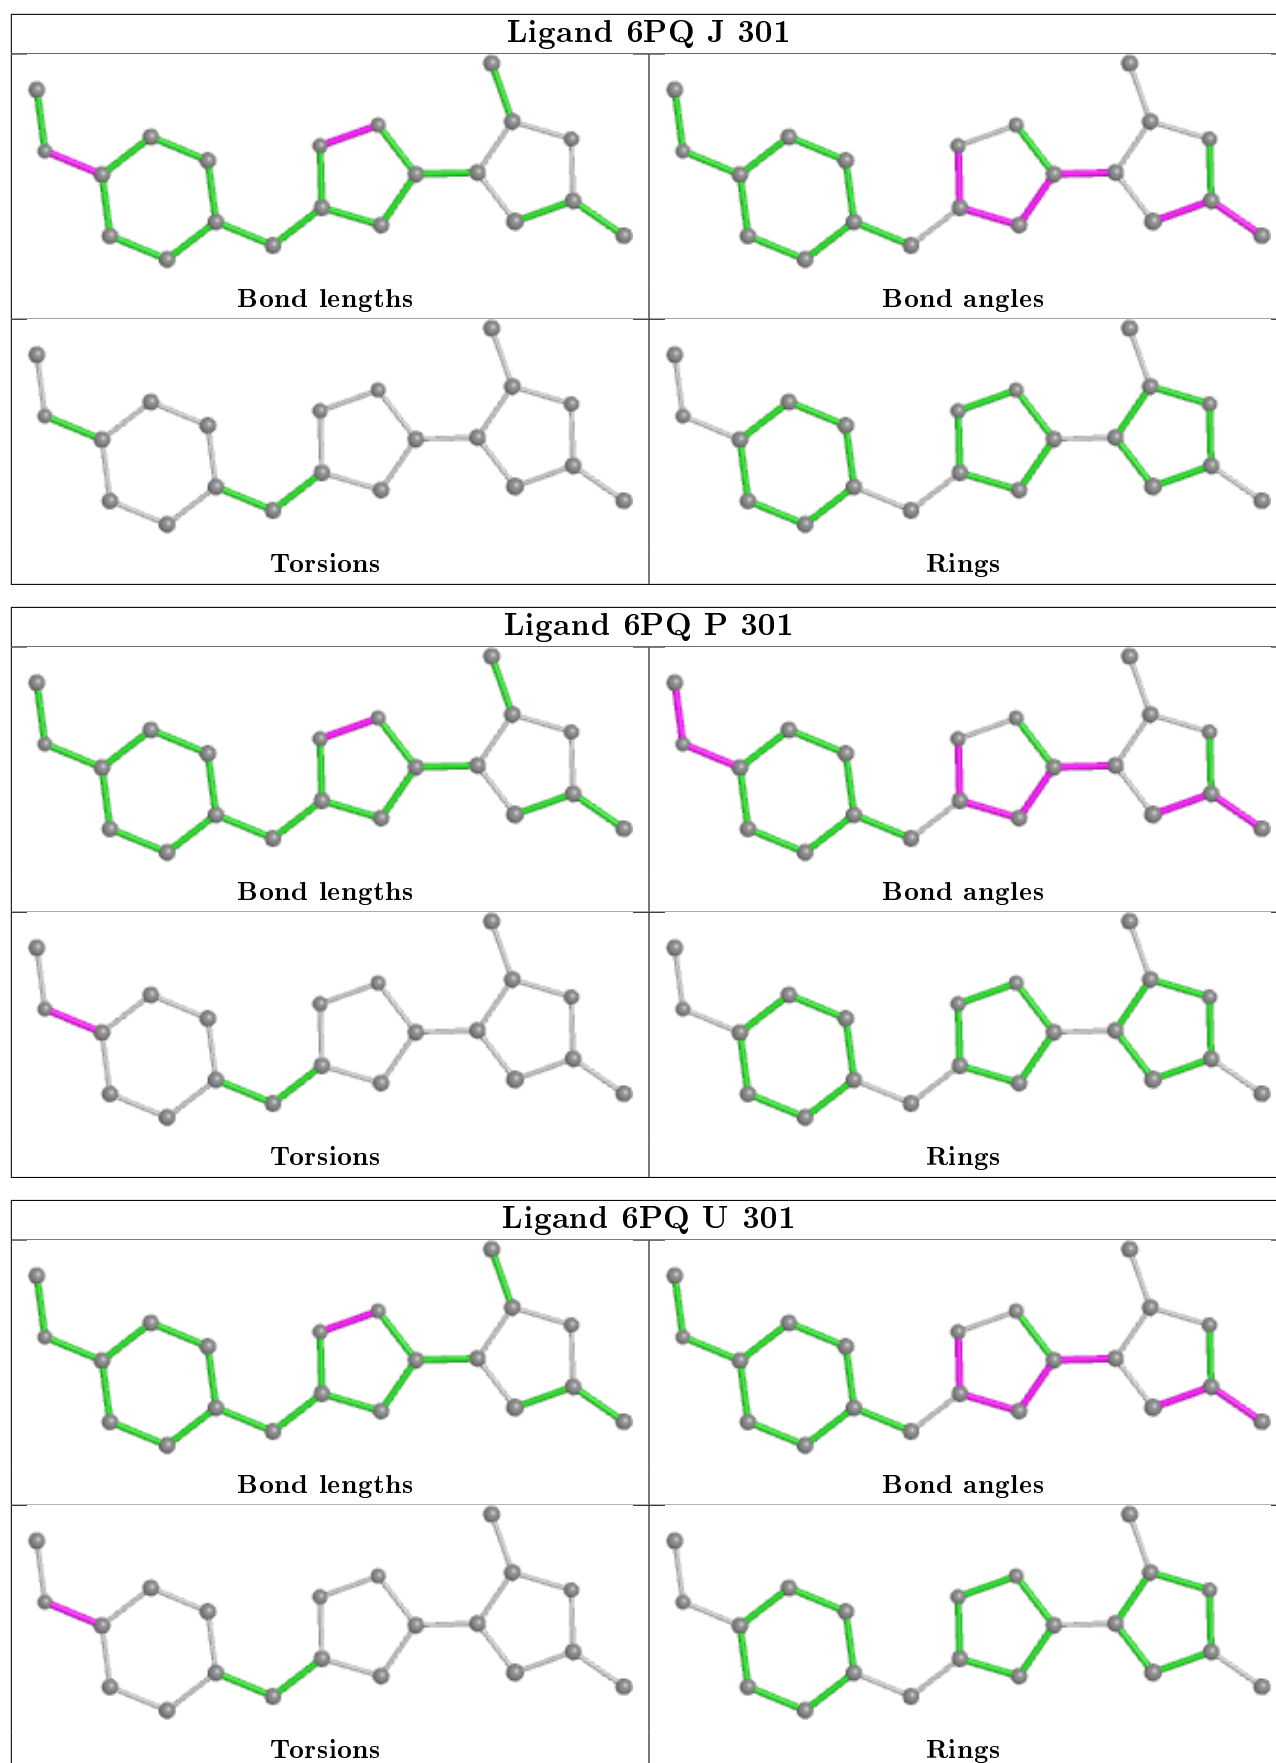 Ligand 6PQ J 301
Bond lengths
Bond angles
Torsions
Rings
Ligand 6PQ P 301
Bond lengths
Bond angles
Torsions
Rings
Ligand 6PQ U 301
Bond lengths
Bond angles
Torsions
Rings